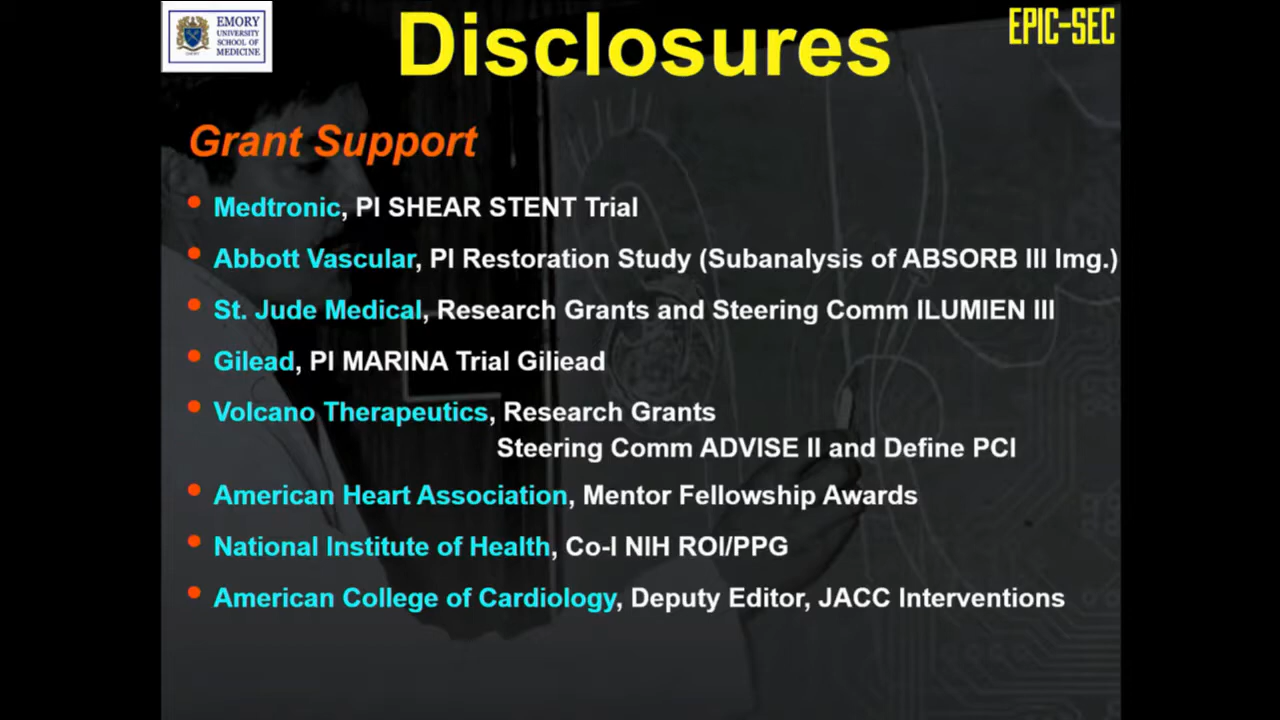 EMORY
UNIVERSITY
SCHOOL OF
MEDICINE
Disclosures
EPIC-SEC
Grant Support
• Medtronic, PI SHEAR STENT Trial
• Abbott Vascular, PI Restoration Study (Subanalysis of ABSORB III Img.)
• St. Jude Medical, Research Grants and Steering Comm ILUMIEN III
• Gilead, PI MARINA Trial Giliead
• Volcano Therapeutics, Research Grants
Steering Comm ADVISE II and Define PCI
• American Heart Association, Mentor Fellowship Awards
• National Institute of Health, Co-I NIH ROI/PPG
• American College of Cardiology, Deputy Editor, JACC Interventions